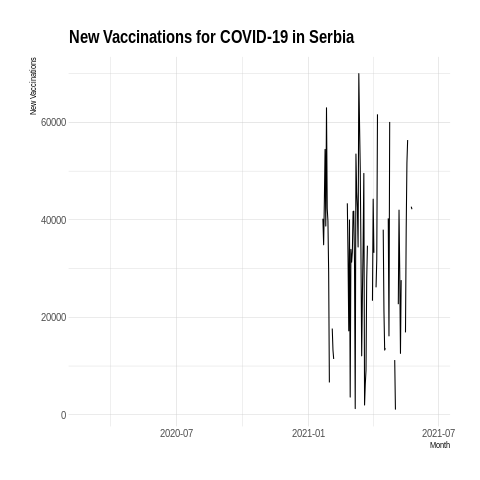 New Vaccinations for COVID-19 in Serbia
New Vaccinations
60000
40000
20000
0
2020-07
2021-01
2021-07
Month